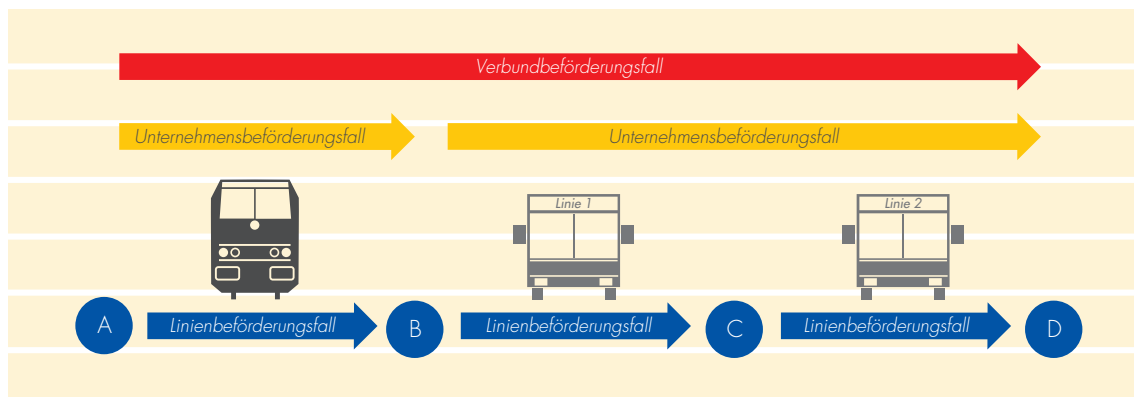 Verbundbeförderungsfall
Unternehmensbeförderungsfall Unternehmensbeförderungsfall
Linie 1 Linie 2
A Linienbeförderungsfall B Linienbeförderungsfall C Linienbeförderungsfall D